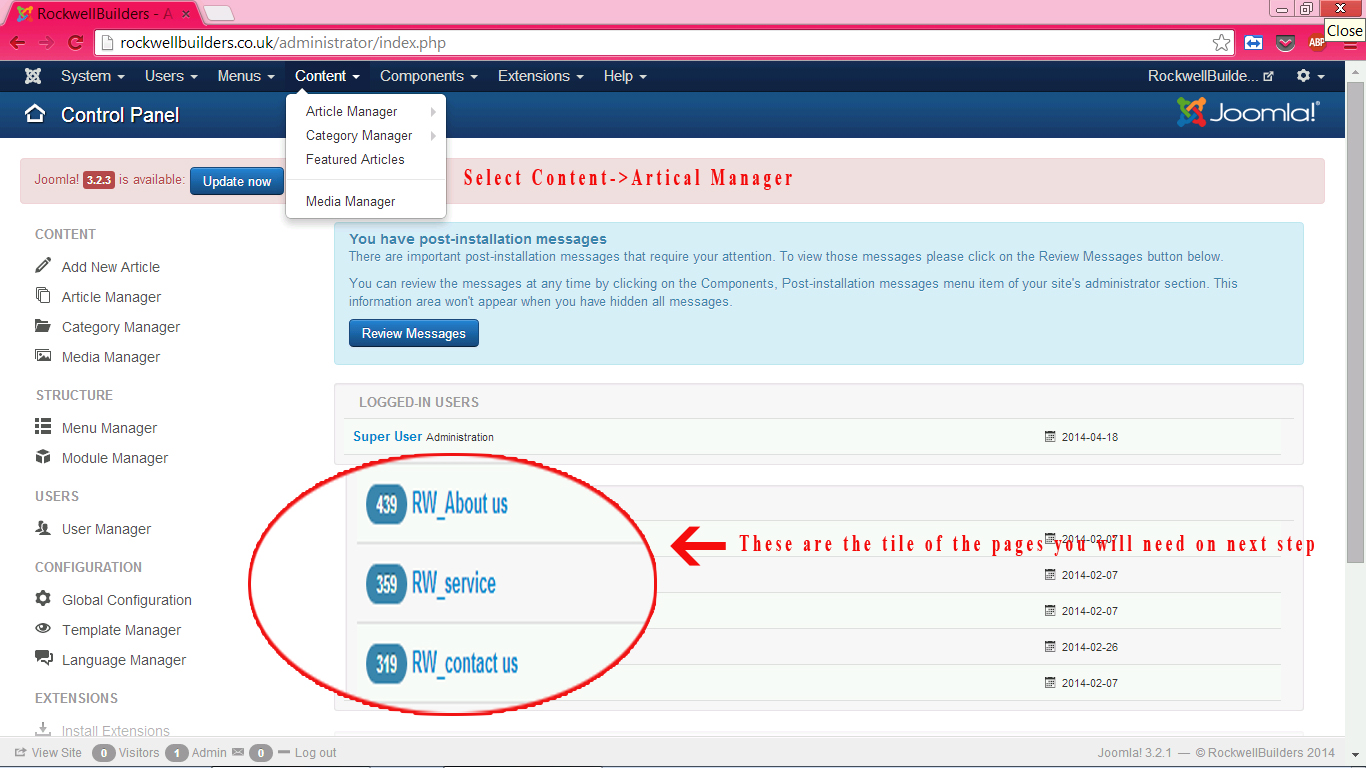 RockwellBuilders - A
Close
rockwellbuilders.co.uk/administrator/index.php
ABP
System Users Menus Content Components Extensions Help RockwellBuilde...
Control Panel
Joomla!®
Article Manager
Category Manager
Featured Articles
Media Manager
Joomla! 3.2.3 is available: Update now
Select Content->Artical Manager
CONTENT
Add New Article
Article Manager
Category Manager
Media Manager
STRUCTURE
Menu Manager
Module Manager
USERS
User Manager
CONFIGURATION
Global Configuration
Template Manager
Language Manager
EXTENSIONS
Install Extensions
You have post-installation messages
There are important post-installation messages that require your attention. To view those messages please click on the Review Messages button below.
You can review the messages at any time by clicking on the Components, Post-installation messages menu item of your site's administrator section. This
information area won't appear when you have hidden all messages.
Review Messages
LOGGED-IN USERS
Super User Administration 2014-04-18
439 RW_About us
359 RW_service
319 RW_contact us
These are the tile of the pages you will need on next step
2014-02-07
2014-02-07
2014-02-07
2014-02-26
2014-02-07
View Site 0 Visitors 1 Admin 0 Log out
Joomla! 3.2.1 — © RockwellBuilders 2014